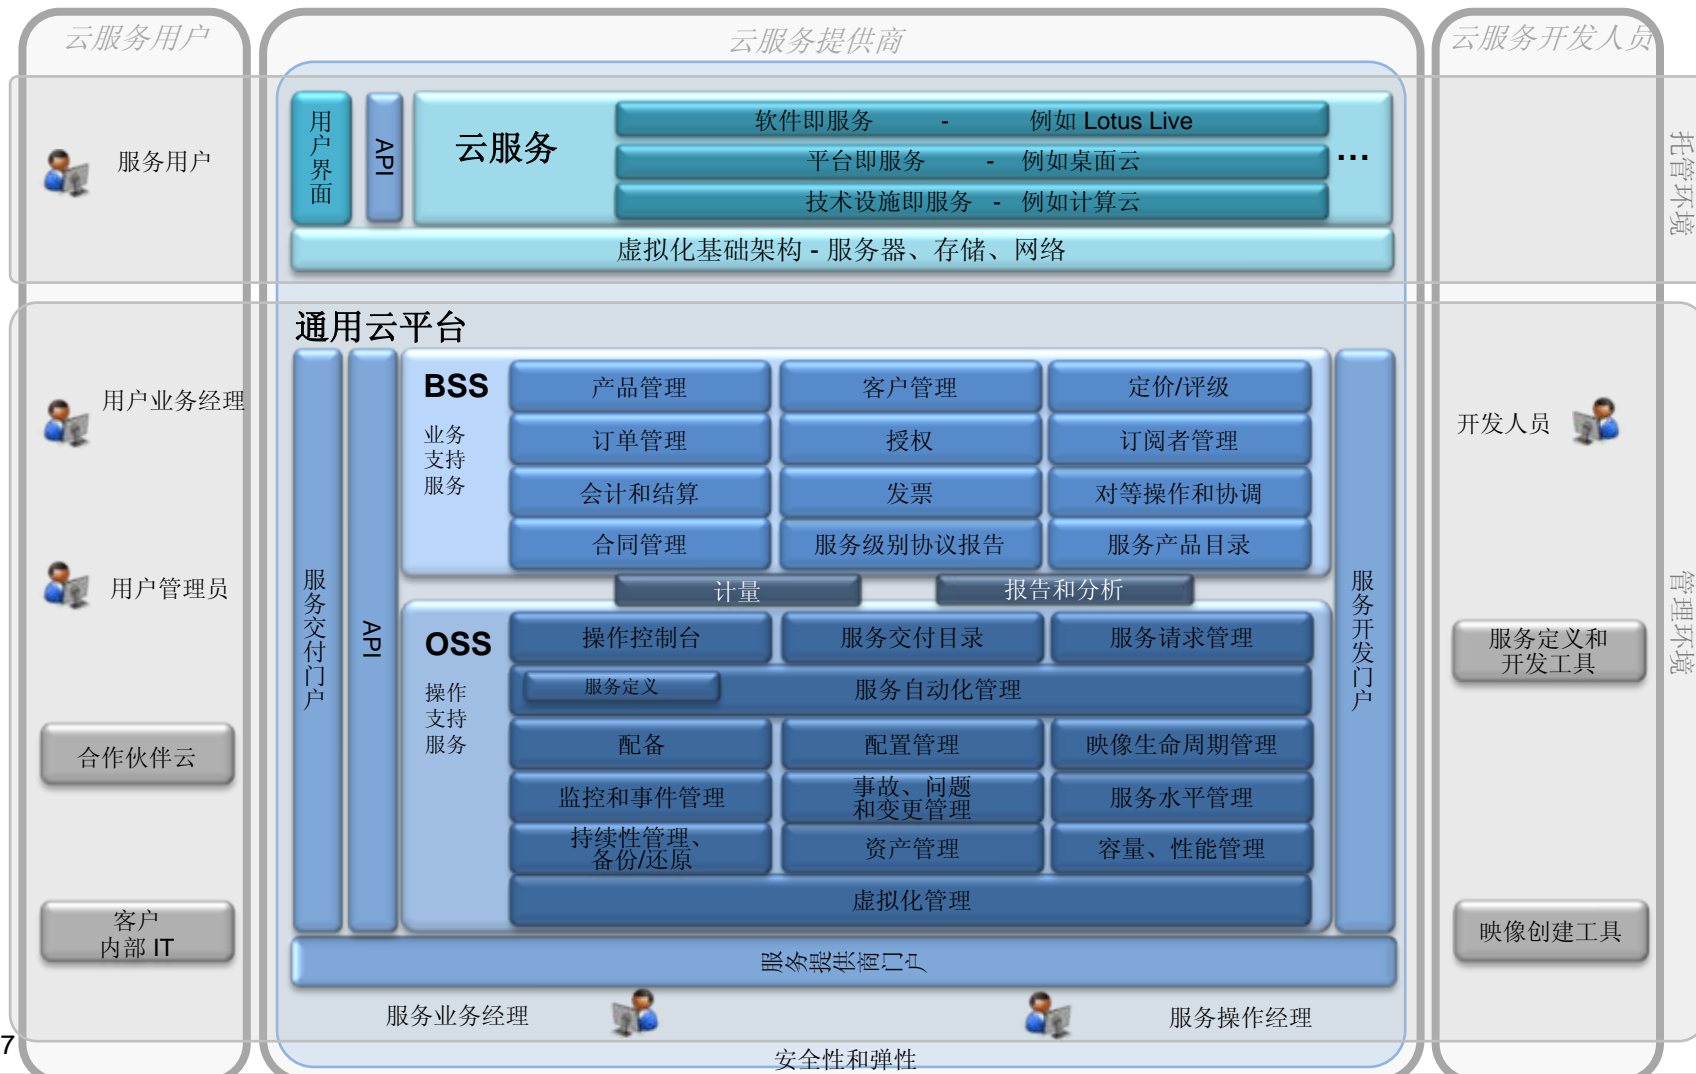 云服务用户
云服务提供商
云服务开发人员
服务用户
用户界面
API
云服务
软件即服务 - 例如 Lotus Live
平台即服务 - 例如桌面云
技术设施即服务 - 例如计算云
...
虚拟化基础架构 - 服务器、存储、网络
托管环境
通用云平台
用户业务经理
用户管理员
合作伙伴云
客户
内部 IT
服务交付门户
API
BSS
业务
支持
服务
产品管理
客户管理
定价/评级
订单管理
授权
订阅者管理
会计和结算
发票
对等操作和协调
合同管理
服务级别协议报告
服务产品目录
计量
报告和分析
OSS
操作
支持
服务
操作控制台
服务交付目录
服务请求管理
服务定义
服务自动化管理
配备
配置管理
映像生命周期管理
监控和事件管理
事故、问题
和变更管理
服务水平管理
持续性管理、
备份/还原
资产管理
容量、性能管理
虚拟化管理
服务开发门户
开发人员
服务定义和
开发工具
映像创建工具
管理环境
服务提供商门户
服务业务经理
服务操作经理
安全性和弹性
7